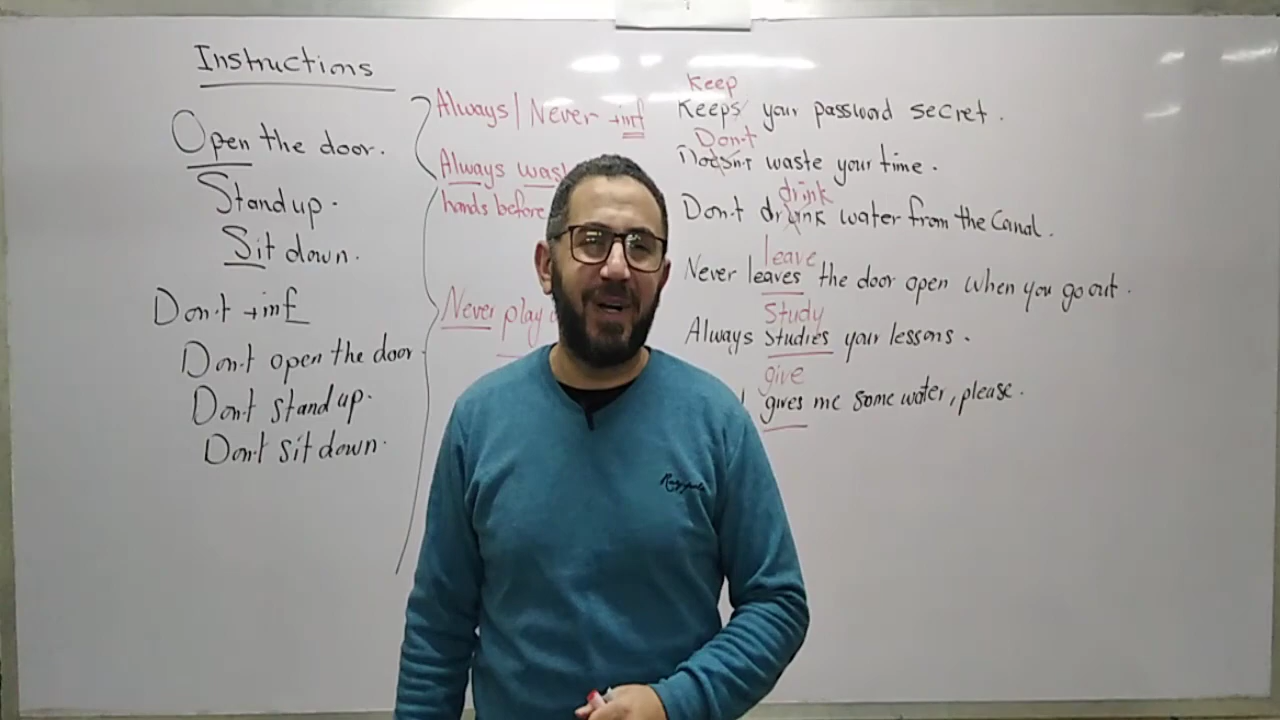 Instructions
Open the door.
Stand up.
Sit down.
Don't + inf
Don't open the door
Don't stand up.
Don't sit down.
Always / Never + inf
Always
hands before
Never play
Keep
Keeps your password secret.
Don't
Doesn't waste your time.
drink
Don't drank water from the Canal.
leave
Never leaves the door open when you go out.
Study
Always studies your lessons.
give
gives me some water, please.